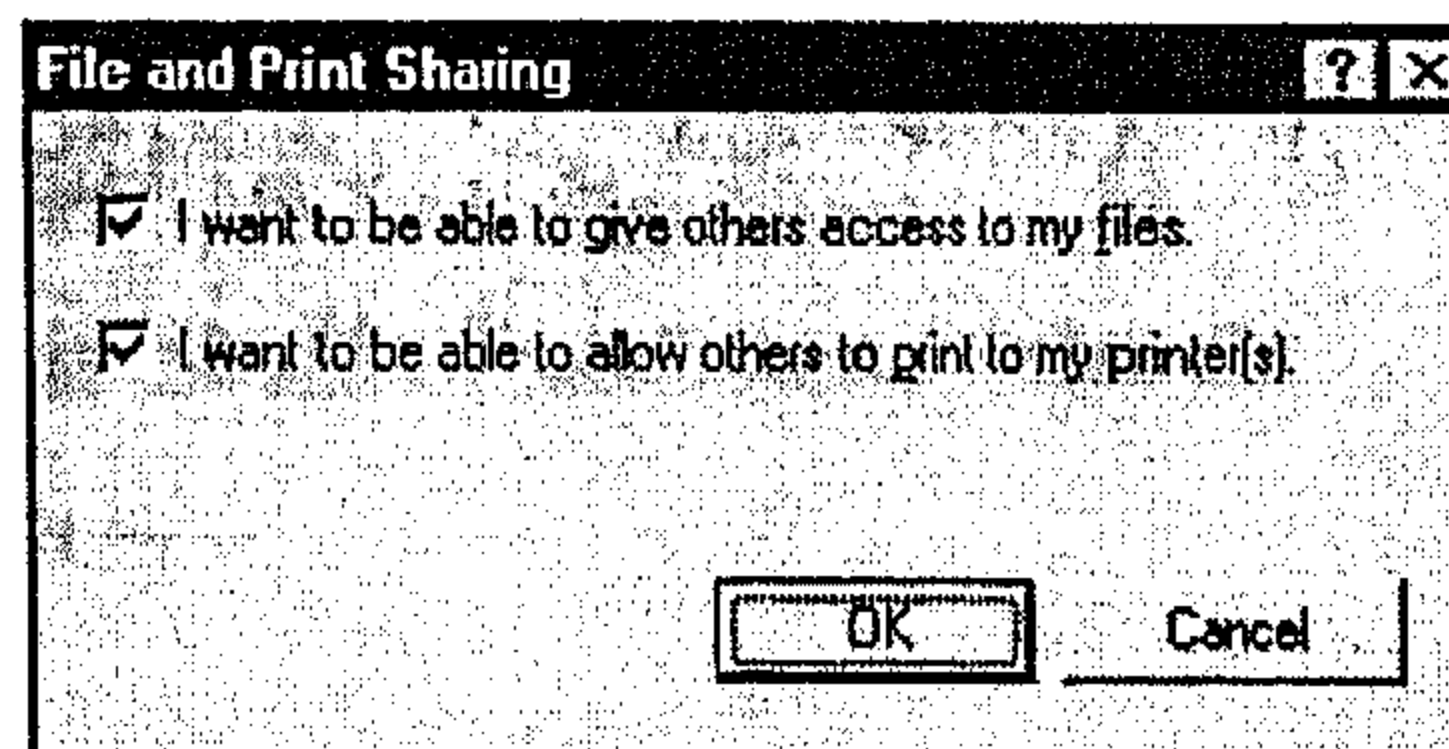 File and Print Sharing ? X
I want to be able to give others access to my files.
I want to be able to allow others to print to my printer(s).
OK Cancel